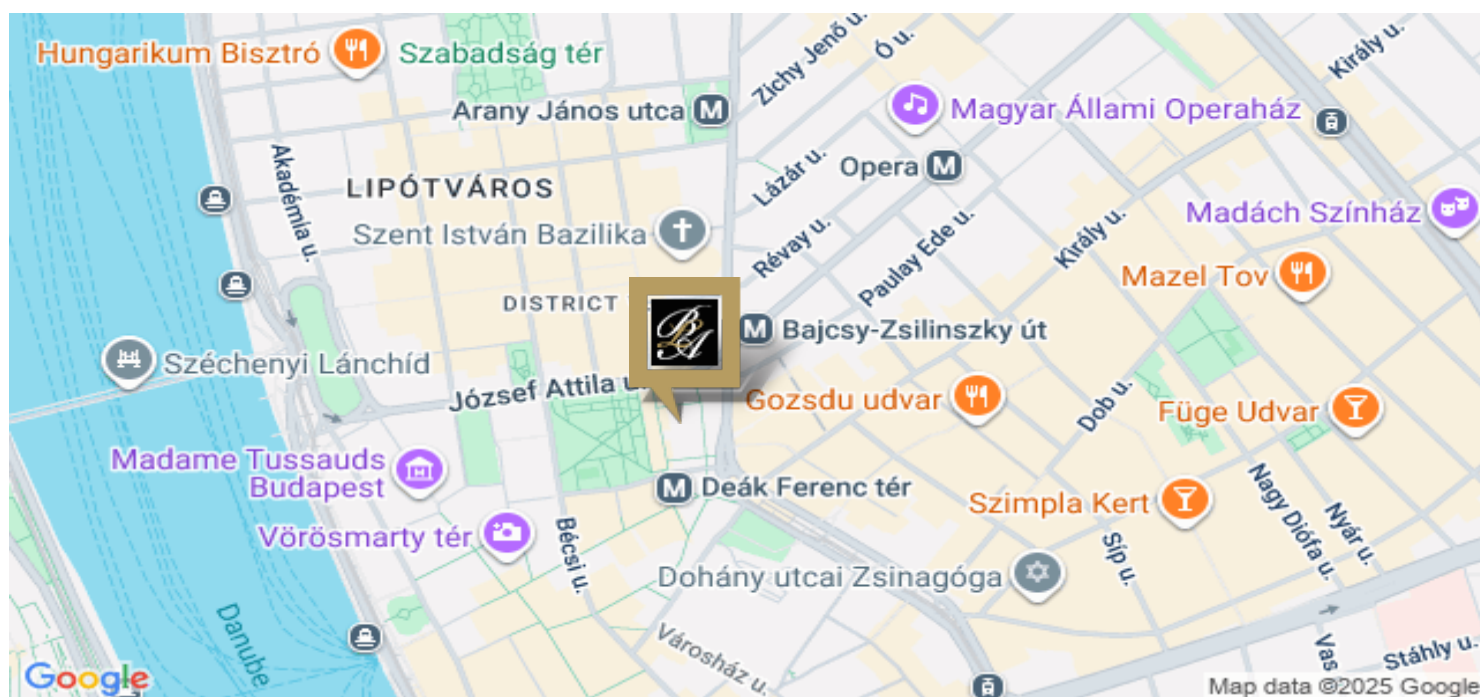 Zichy Jenő u.
Ó u.
Király u.
Hungarikum Bisztró
Szabadság tér
Arany János utca
M
Magyar Állami Operaház
Akadémia u.
LIPÓTVÁROS
Lázár u.
Opera
M
Madách Színház
Szent István Bazilika
Révay u.
Paulay Ede u.
Király u.
Mazel Tov
DISTRICT
BA
M
Bajcsy-Zsilinszky út
Széchenyi Lánchíd
József Attila u.
Gozsdu udvar
Dob u.
Füge Udvar
Madame Tussauds
Budapest
M
Deák Ferenc tér
Szimpla Kert
Nagy Diófa u.
Nyár u.
Vörösmarty tér
Bécsi u.
Síp u.
Dohány utcai Zsinagóga
Danube
Városház u.
Vas
Stáhly u.
Google
Map data ©2025 Google